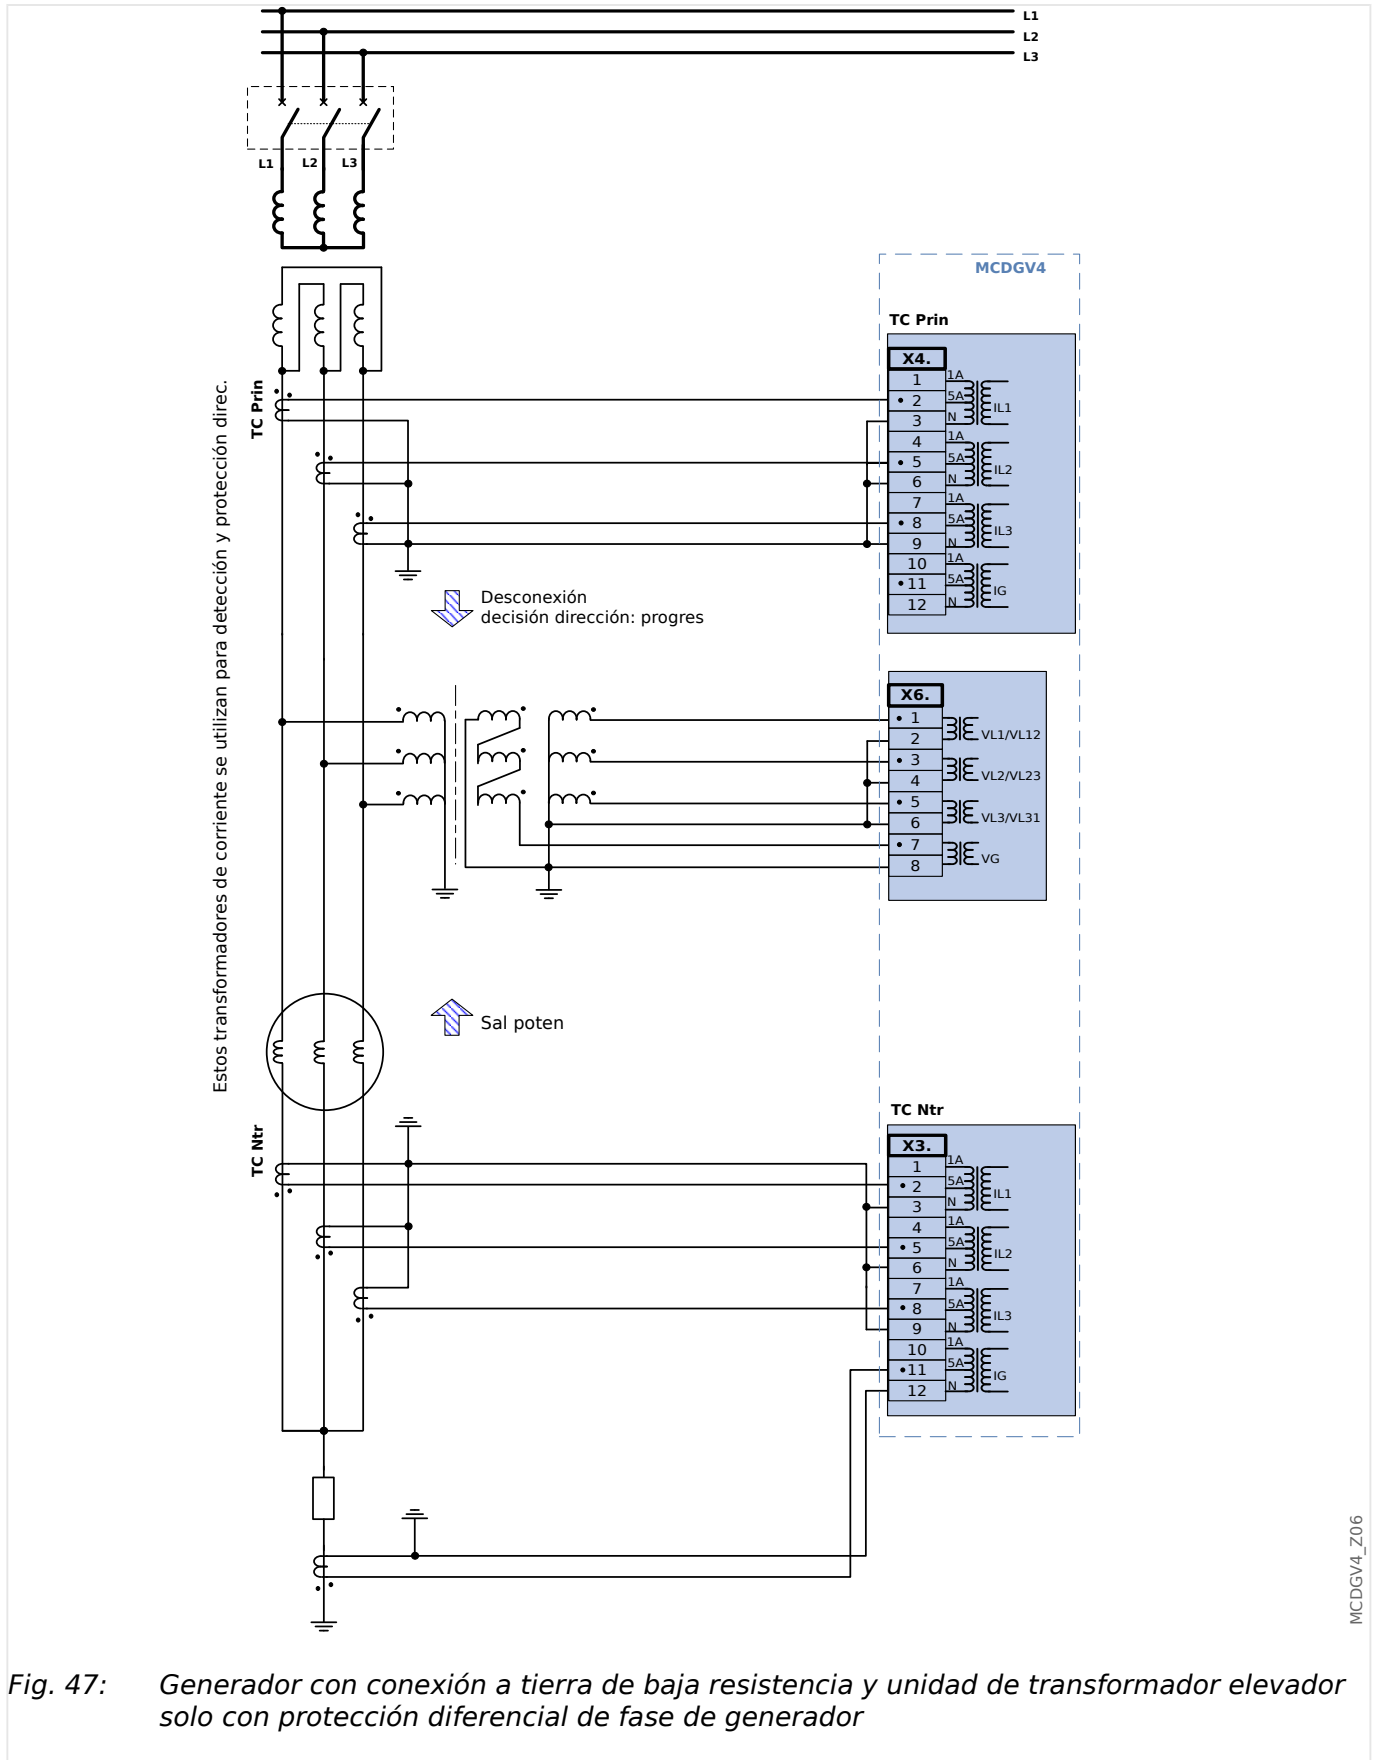 L1
L2
L3
L1 L2 L3
MCDGV4
TC Prin
X4.
1 1A
2 5A IL1
3 N
4 1A
5 5A IL2
6 N
7 1A
8 5A IL3
9 N
10 1A
11 5A IG
12 N
TC Prin
Estos transformadores de corriente se utilizan para detección y protección direc.
Desconexión
decisión dirección: progres
X6.
1
2 VL1/VL12
3
4 VL2/VL23
5
6 VL3/VL31
7
8 VG
Sal poten
TC Ntr
TC Ntr
X3.
1 1A
2 5A IL1
3 N
4 1A
5 5A IL2
6 N
7 1A
8 5A IL3
9 N
10 1A
11 5A IG
12 N
MCDGV4_Z06
Fig. 47: Generador con conexión a tierra de baja resistencia y unidad de transformador elevador
solo con protección diferencial de fase de generador